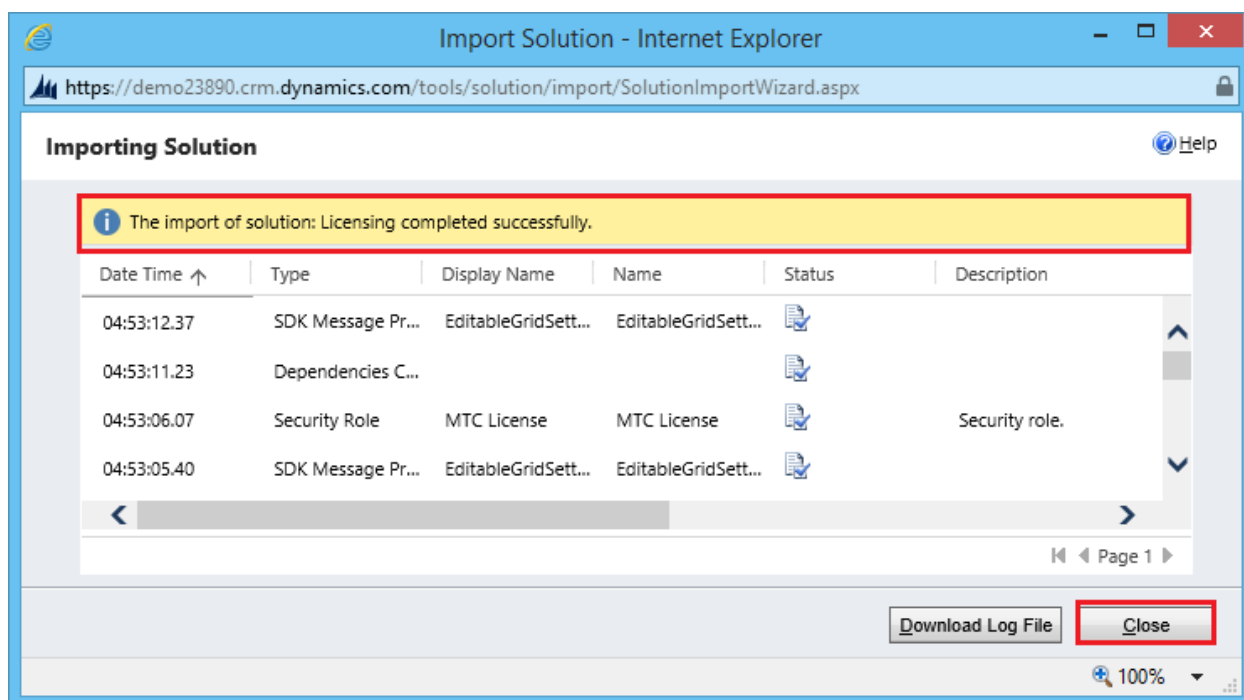 Import Solution - Internet Explorer
https://demo23890.crm.dynamics.com/tools/solution/import/SolutionImportWizard.aspx
Importing Solution Help
The import of solution: Licensing completed successfully.
Date Time Type Display Name Name Status Description
04:53:12.37 SDK Message Pr... EditableGridSett... EditableGridSett...
04:53:11.23 Dependencies C...
04:53:06.07 Security Role MTC License MTC License Security role.
04:53:05.40 SDK Message Pr... EditableGridSett... EditableGridSett...
Page 1
Download Log File Close
100%